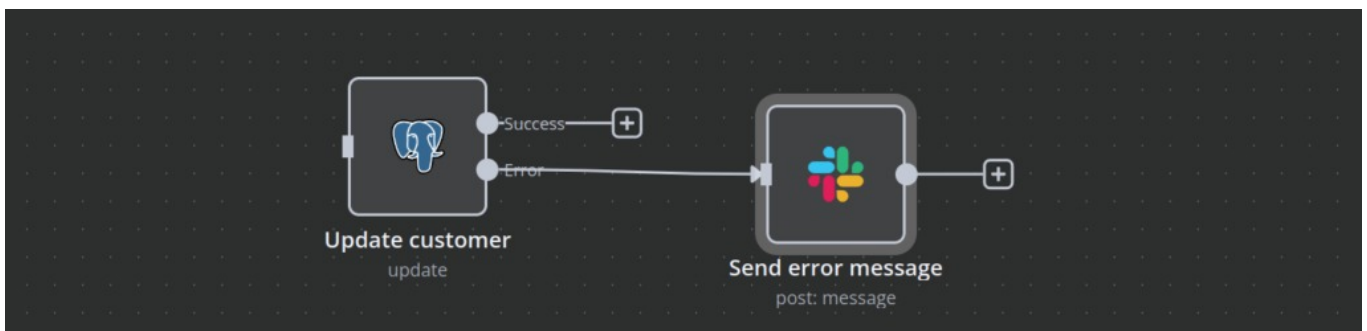 Success
Error
Update customer
update
Send error message
post: message